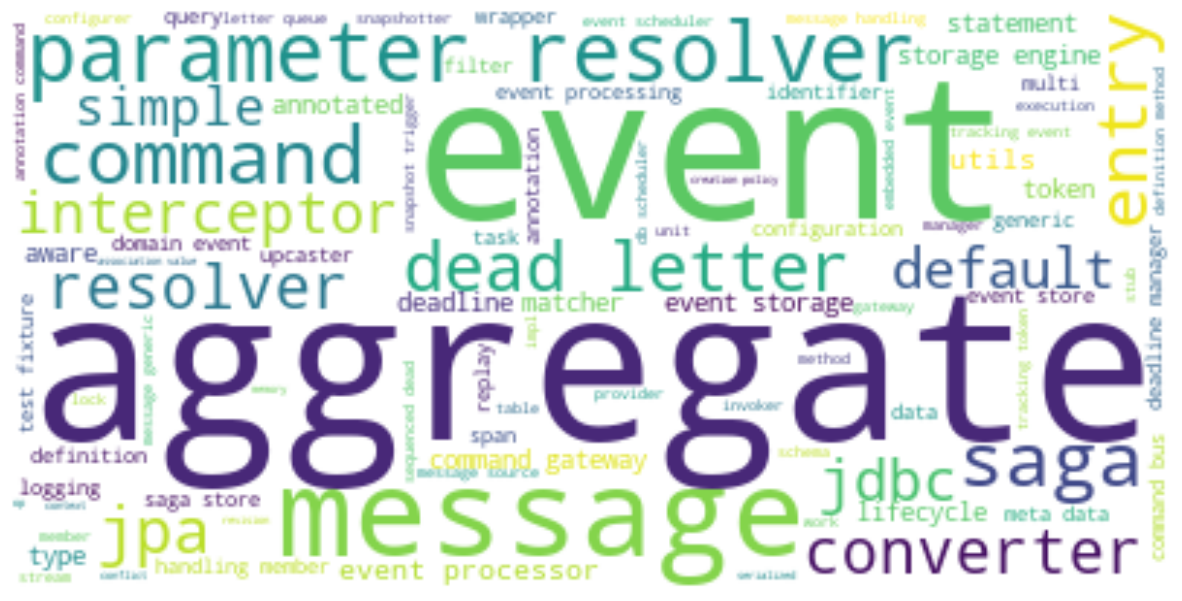 configurer
query
letter queue
snapshotter
wrapper
event scheduler
message handling
statement
parameter resolver
storage engine
entry
annotation command
filter
simple
annotated
event processing
identifier
multi
execution
command
event
snapshot trigger
annotation
db scheduler
creation policy
embedded event
tracking event
utils
token
definition method
interceptor
task
unit
configuration
manager
generic
aware
domain event
association value
upcaster
resolver
dead letter
default
deadline
matcher
event storage
gateway
event store
stub
deadline manager
test fixture
message generic
aggregate
impl
method
lock
memory
replay
table
provider
invoker
data
tracking token
span
definition
sequenced dead
command gateway
message source
schema
saga
logging
saga store
message
jdbc
lifecycle
meta data
command bus
up
context
jpa
revision
work
converter
member
type
handling member
event processor
stream
conflict
serialized